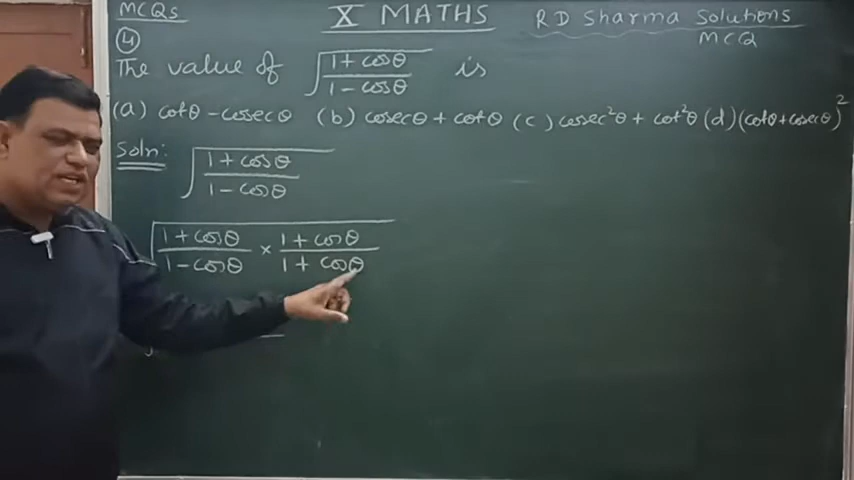 MCQs X MATHS RD Sharma Solutions
MCQ
4
The value of √(1 + cosθ / 1 - cosθ) is
(a) cotθ - cosecθ (b) cosecθ + cotθ (c) cosec²θ + cot²θ (d) (cotθ + cosecθ)²
Soln: √(1 + cosθ / 1 - cosθ)
√(1 + cosθ / 1 - cosθ × 1 + cosθ / 1 + cosθ)